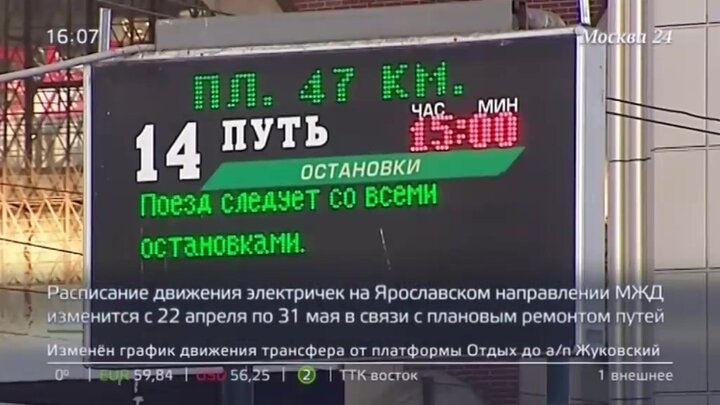 16:07
Москва 24
ПЛ. 47 КМ.
ЧАС МИН
14 ПУТЬ 15:00
ОСТАНОВКИ
Поезд следует со всеми
остановками.
Расписание движения электричек на Ярославском направлении МЖД
изменится с 22 апреля по 31 мая в связи с плановым ремонтом путей
Изменён график движения трансфера от платформы Отдых до а/п Жуковский
0° EUR 59,84 USD 56,25 2 ТТК восток 1 внешнее